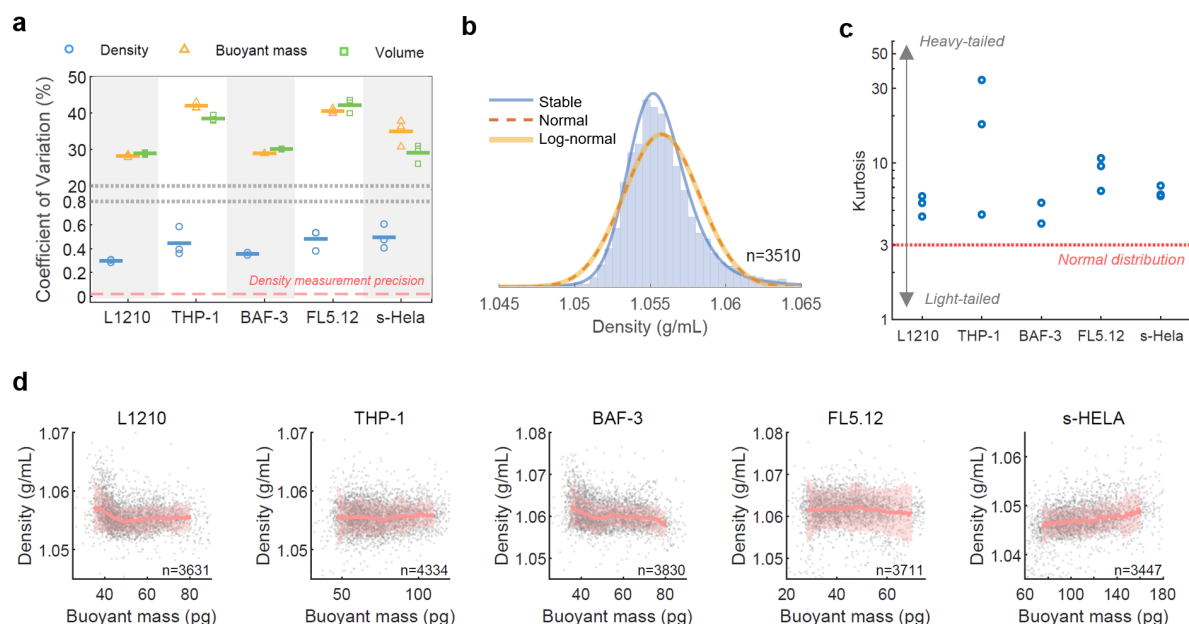 a
Density
Buoyant mass
Volume
Coefficient of Variation (%)
50
40
30
20
0.8
0.6
0.4
0.2
0
Density measurement precision
L1210
THP-1
BAF-3
FL5.12
s-Hela
b
Stable
Normal
Log-normal
n=3510
1.045
1.05
1.055
1.06
1.065
Density (g/mL)
c
Kurtosis
50
30
10
3
1
Heavy-tailed
Normal distribution
Light-tailed
L1210
THP-1
BAF-3
FL5.12
s-Hela
d
L1210
Density (g/mL)
1.07
1.06
1.05
n=3631
40
60
80
Buoyant mass (pg)
THP-1
Density (g/mL)
1.07
1.06
1.05
n=4334
50
100
Buoyant mass (pg)
BAF-3
Density (g/mL)
1.08
1.06
1.05
n=3830
40
60
80
Buoyant mass (pg)
FL5.12
Density (g/mL)
1.08
1.06
1.05
n=3711
20
40
60
Buoyant mass (pg)
s-HELA
Density (g/mL)
1.06
1.05
1.04
n=3447
60
80
100
120
140
160
180
Buoyant mass (pg)